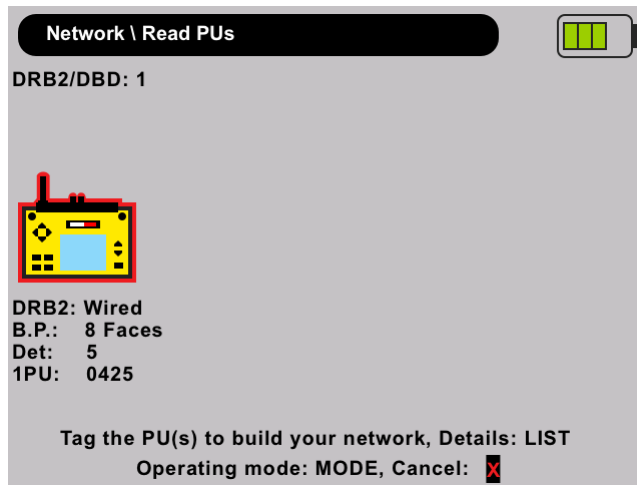 Network \ Read PUs
DRB2/DBD: 1
DRB2: Wired
B.P.: 8 Faces
Det: 5
1PU: 0425
Tag the PU(s) to build your network, Details: LIST
Operating mode: MODE, Cancel: X